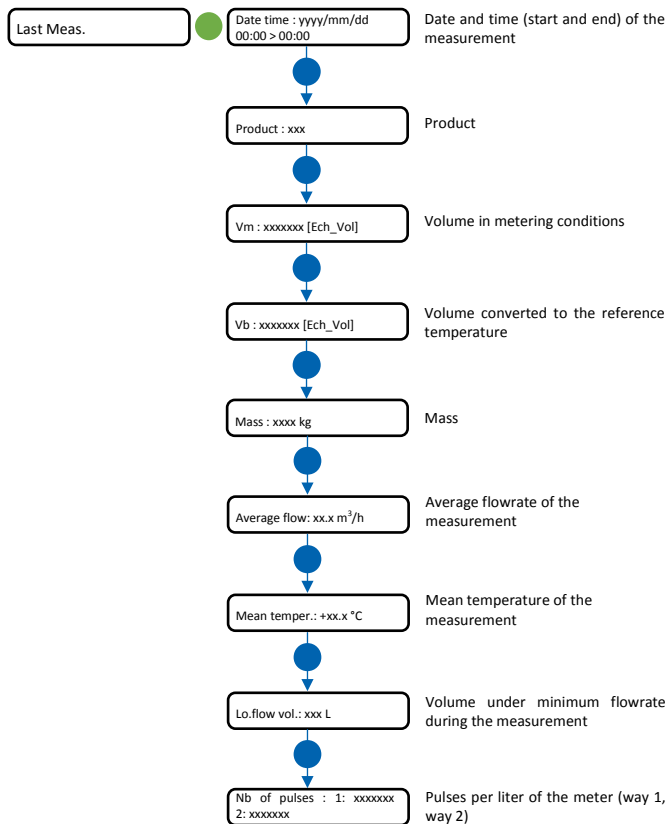 Last Meas.
Date time : yyyy/mm/dd
00:00 > 00:00
Date and time (start and end) of the
measurement
Product : xxx
Product
Vm : xxxxxxx [Ech_Vol]
Volume in metering conditions
Vb : xxxxxxx [Ech_Vol]
Volume converted to the reference
temperature
Mass : xxxx kg
Mass
Average flow: xx.x m³/h
Average flowrate of the
measurement
Mean temper.: +xx.x °C
Mean temperature of the
measurement
Lo.flow vol.: xxx L
Volume under minimum flowrate
during the measurement
Nb of pulses : 1: xxxxxxx
2: xxxxxxx
Pulses per liter of the meter (way 1,
way 2)